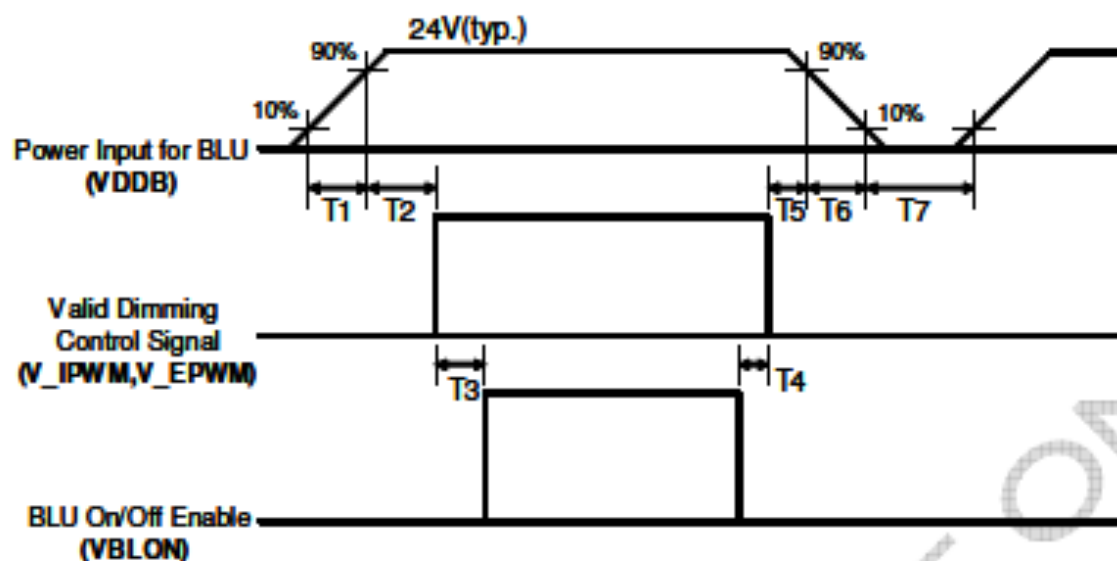 24V(typ.)
90%
90%
10%
10%
Power Input for BLU
(VDDB)
T1
T2
T5
T6
T7
Valid Dimming
Control Signal
(V_IPWM,V_EPWM)
T3
T4
BLU On/Off Enable
(VBLON)